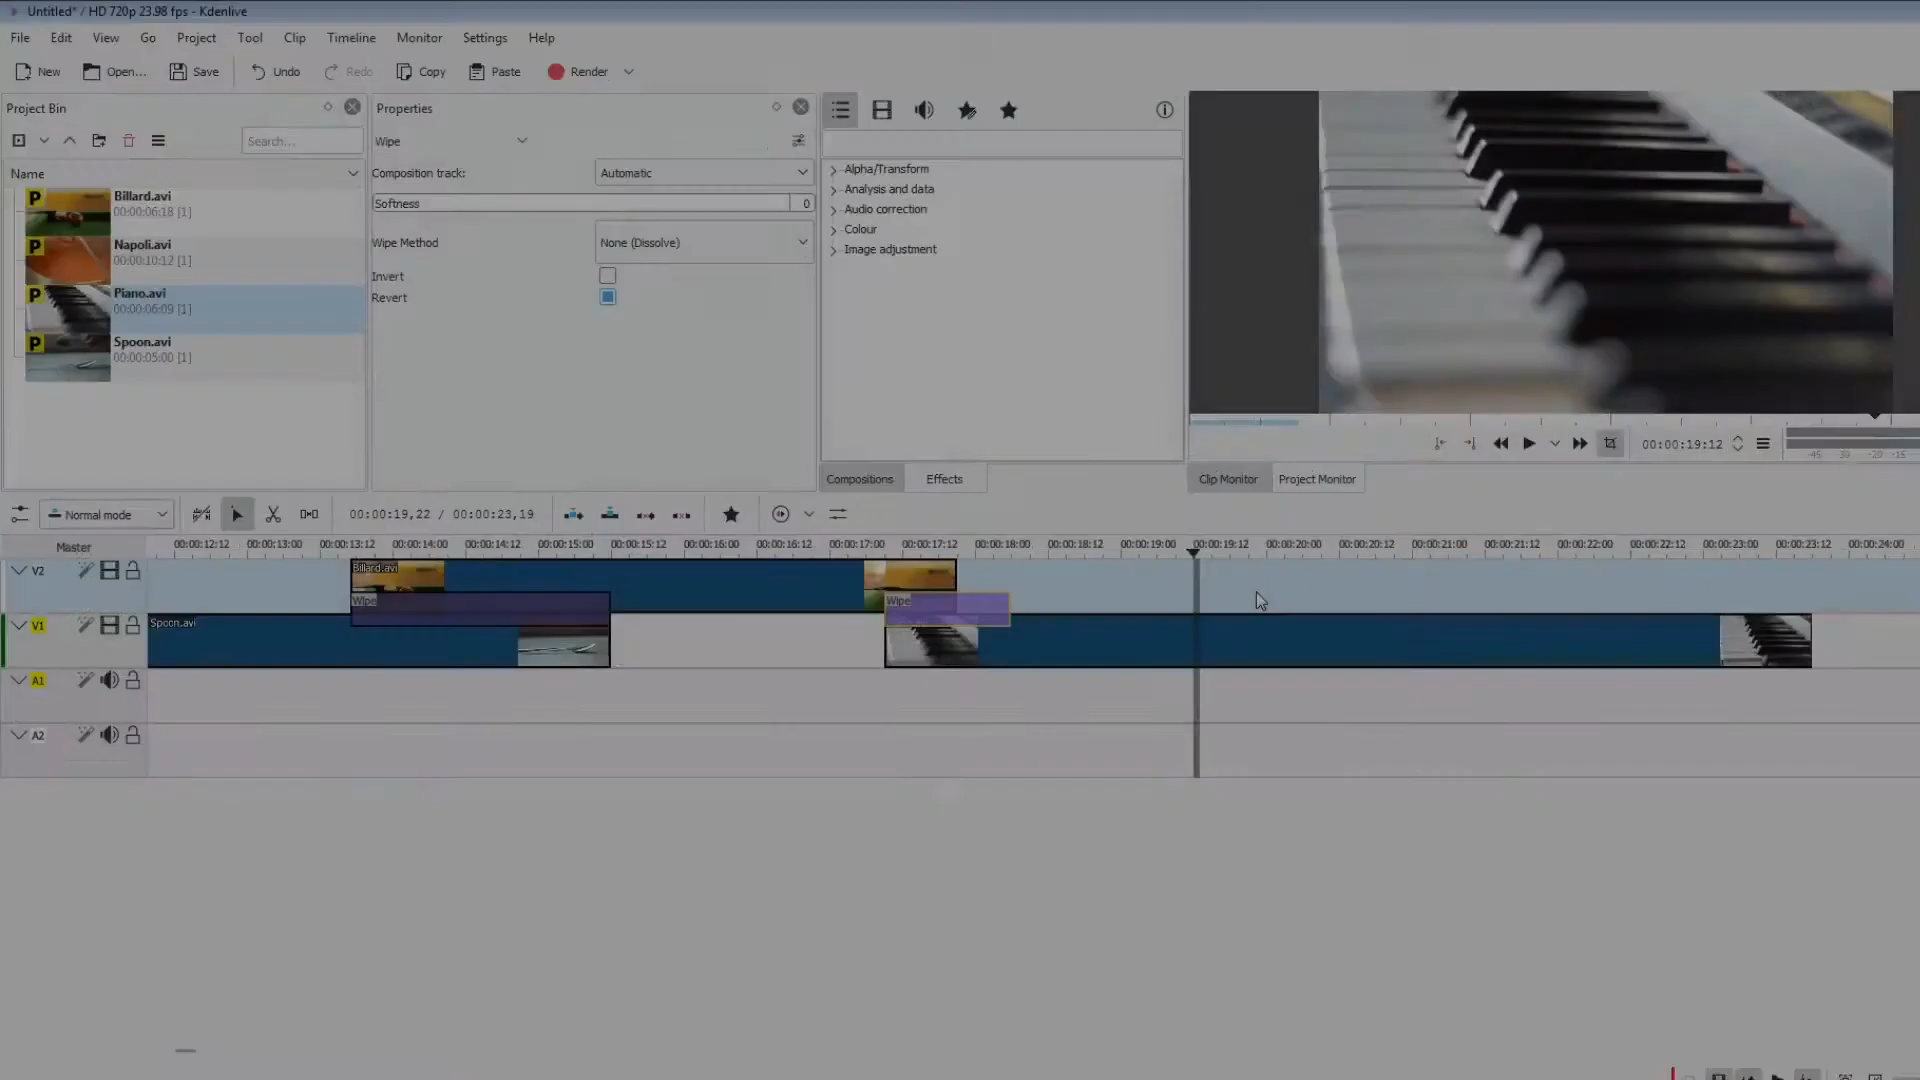 Untitled* / HD 720p 23.98 fps - Kdenlive
File Edit View Go Project Tool Clip Timeline Monitor Settings Help
New Open... Save Undo Redo Copy Paste Render
Project Bin
Search...
Name
P Billard.avi
00:00:06:18 [1]
P Napoli.avi
00:00:10:12 [1]
P Piano.avi
00:00:06:09 [1]
P Spoon.avi
00:00:05:00 [1]
Properties
Wipe
Composition track: Automatic
Softness 0
Wipe Method None (Dissolve)
Invert
Revert
Alpha/Transform
Analysis and data
Audio correction
Colour
Image adjustment
Compositions Effects
00:00:19:12
-45 -30 -20 -15
Clip Monitor Project Monitor
Normal mode 00:00:19,22 / 00:00:23,19
Master 00:00:12:12 00:00:13:00 00:00:13:12 00:00:14:00 00:00:14:12 00:00:15:00 00:00:15:12 00:00:16:00 00:00:16:12 00:00:17:00 00:00:17:12 00:00:18:00 00:00:18:12 00:00:19:00 00:00:19:12 00:00:20:00 00:00:20:12 00:00:21:00 00:00:21:12 00:00:22:00 00:00:22:12 00:00:23:00 00:00:23:12 00:00:24:00
V2 Billard.avi
Wipe Wipe
V1 Spoon.avi
A1
A2